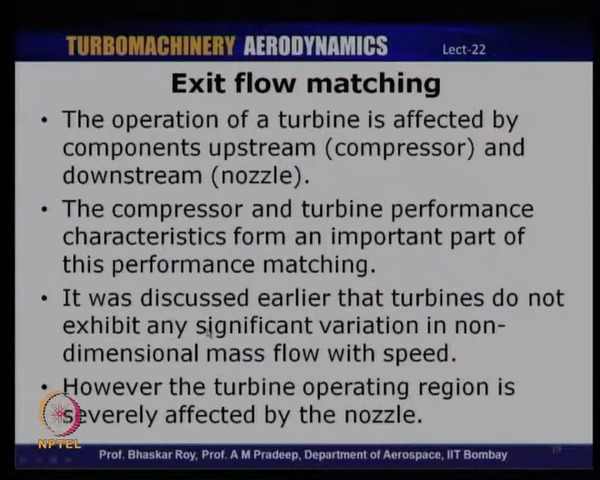 TURBOMACHINERY AERODYNAMICS
Lect-22
Exit flow matching
• The operation of a turbine is affected by
components upstream (compressor) and
downstream (nozzle).
• The compressor and turbine performance
characteristics form an important part of
this performance matching.
• It was discussed earlier that turbines do not
exhibit any significant variation in non-
dimensional mass flow with speed.
• However the turbine operating region is
severely affected by the nozzle.
NPTEL
Prof. Bhaskar Roy, Prof. A M Pradeep, Department of Aerospace, IIT Bombay
19